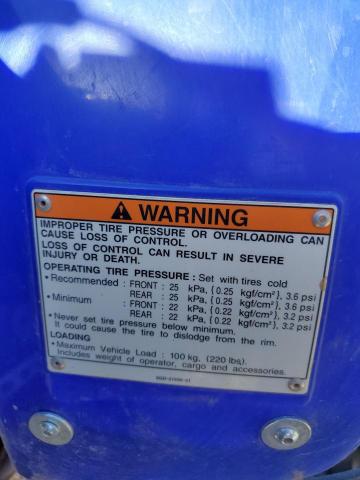 WARNING
IMPROPER TIRE PRESSURE OR OVERLOADING CAN
CAUSE LOSS OF CONTROL.
LOSS OF CONTROL CAN RESULT IN SEVERE
INJURY OR DEATH.
OPERATING TIRE PRESSURE : Set with tires cold
• Recommended : FRONT : 25 kPa, {0.25 kgf/cm², 3.6 psi
REAR : 25 kPa, {0.25 kgf/cm², 3.6 psi
• Minimum : FRONT : 22 kPa, {0.22 kgf/cm², 3.2 psi
REAR : 22 kPa, {0.22 kgf/cm², 3.2 psi
• Never set tire pressure below minimum.
It could cause the tire to dislodge from the rim.
LOADING
• Maximum Vehicle Load : 100 kg, {220 lbs}.
Includes weight of operator, cargo and accessories.